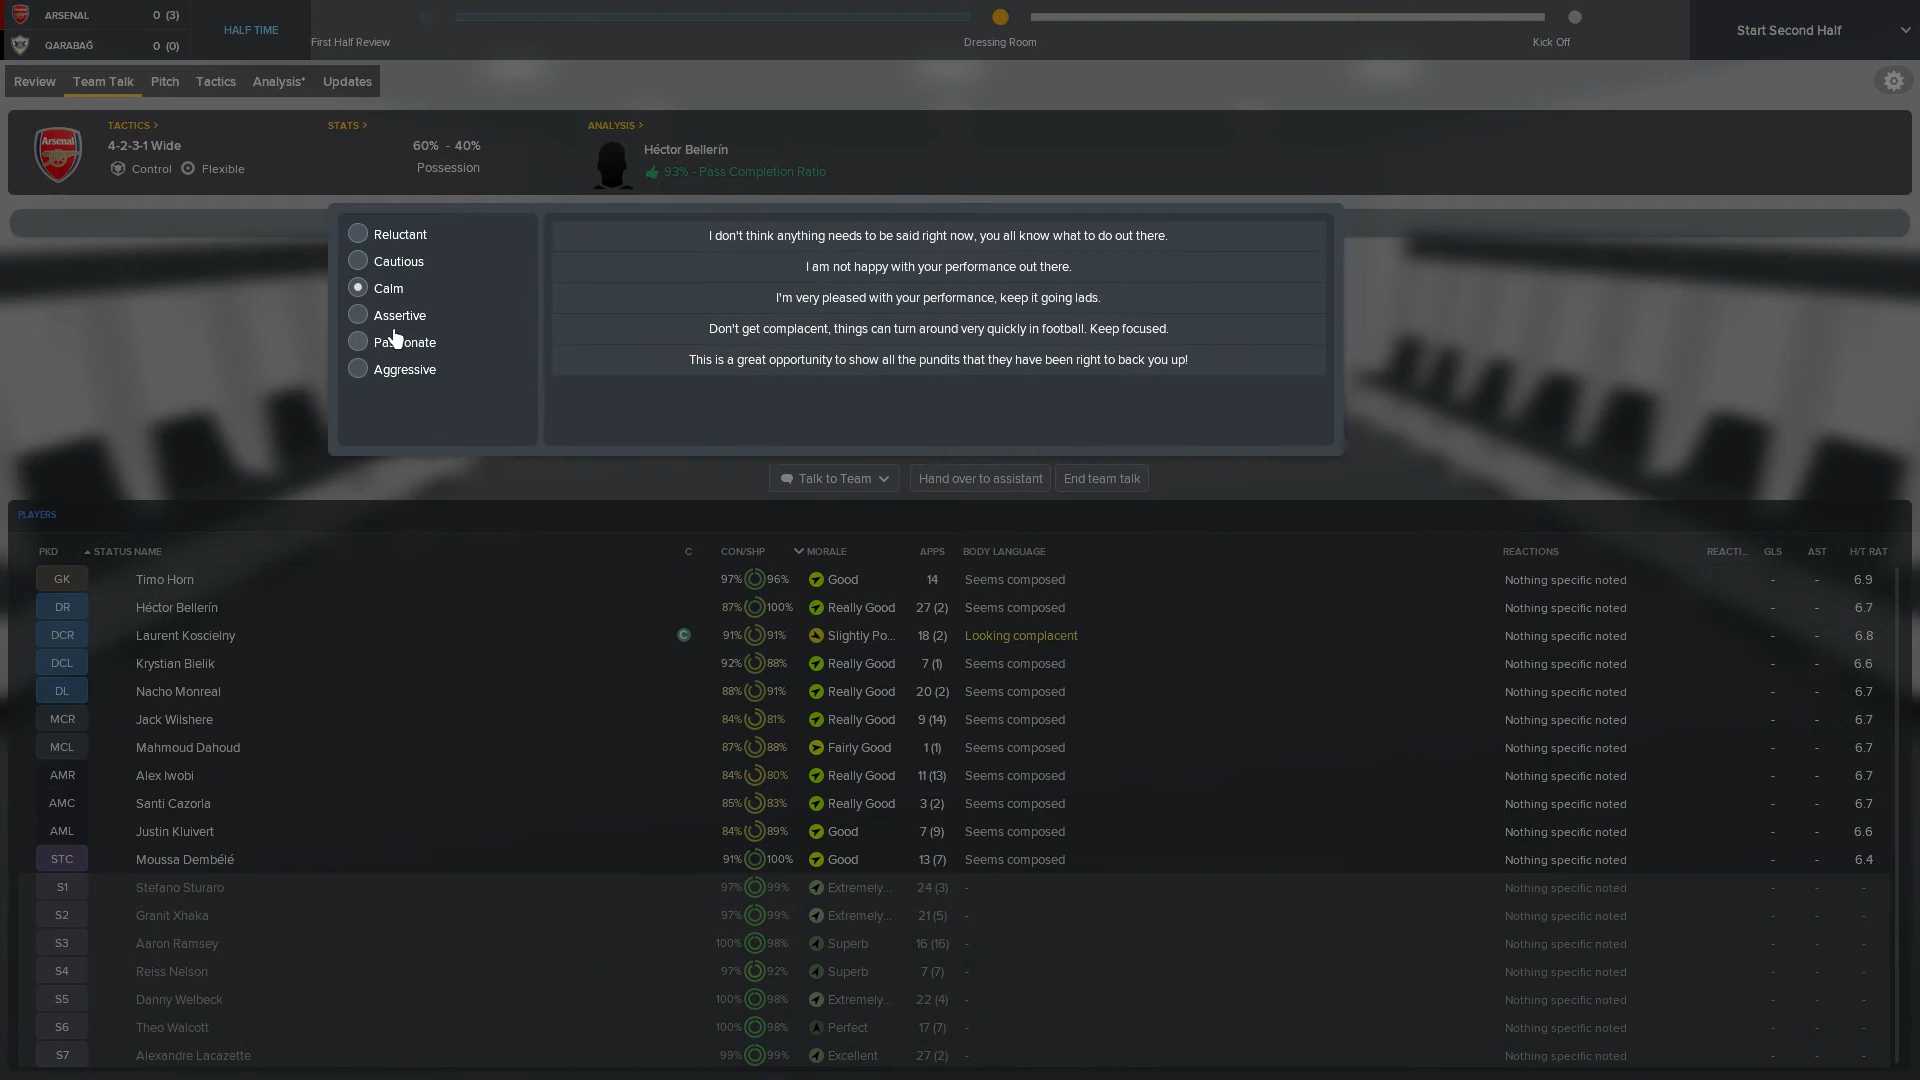 ARSENAL 0 (3)
QARABAĞ 0 (0)
HALF TIME
First Half Review
Dressing Room
Kick Off
Start Second Half
Review Team Talk Pitch Tactics Analysis* Updates
Arsenal
TACTICS >
4-2-3-1 Wide
Control Flexible
STATS >
60% - 40%
Possession
ANALYSIS >
Héctor Bellerín
93% - Pass Completion Ratio
Reluctant
Cautious
Calm
Assertive
Aggressive
I don't think anything needs to be said right now, you all know what to do out there.
I am not happy with your performance out there.
I'm very pleased with your performance, keep it going lads.
Don't get complacent, things can turn around very quickly in football. Keep focused.
This is a great opportunity to show all the pundits that they have been right to back you up!
Talk to Team Hand over to assistant End team talk
PLAYERS
PKD STATUS NAME C CON/SHP MORALE APPS BODY LANGUAGE REACTIONS REACTI... GLS AST H/T RAT
GK Timo Horn 97% 96% Good 14 Seems composed Nothing specific noted - - 6.9
DR Héctor Bellerín 87% 100% Really Good 27 (2) Seems composed Nothing specific noted - - 6.7
DCR Laurent Koscielny C 91% 91% Slightly Po... 18 (2) Looking complacent Nothing specific noted - - 6.8
DCL Krystian Bielik 92% 88% Really Good 7 (1) Seems composed Nothing specific noted - - 6.6
DL Nacho Monreal 88% 91% Really Good 20 (2) Seems composed Nothing specific noted - - 6.7
MCR Jack Wilshere 84% 81% Really Good 9 (14) Seems composed Nothing specific noted - - 6.7
MCL Mahmoud Dahoud 87% 88% Fairly Good 1 (1) Seems composed Nothing specific noted - - 6.7
AMR Alex Iwobi 84% 80% Really Good 11 (13) Seems composed Nothing specific noted - - 6.7
AMC Santi Cazorla 85% 83% Really Good 3 (2) Seems composed Nothing specific noted - - 6.7
AML Justin Kluivert 84% 89% Good 7 (9) Seems composed Nothing specific noted - - 6.6
STC Moussa Dembélé 91% 100% Good 13 (7) Seems composed Nothing specific noted - - 6.4
S1 Stefano Sturaro 97% 99% Extremely... 24 (3) - Nothing specific noted - - -
S2 Granit Xhaka 97% 99% Extremely... 21 (5) - Nothing specific noted - - -
S3 Aaron Ramsey 100% 98% Superb 16 (16) - Nothing specific noted - - -
S4 Reiss Nelson 97% 92% Superb 7 (7) - Nothing specific noted - - -
S5 Danny Welbeck 100% 98% Extremely... 22 (4) - Nothing specific noted - - -
S6 Theo Walcott 100% 98% Perfect 17 (7) - Nothing specific noted - - -
S7 Alexandre Lacazette 99% 99% Excellent 27 (2) - Nothing specific noted - - -